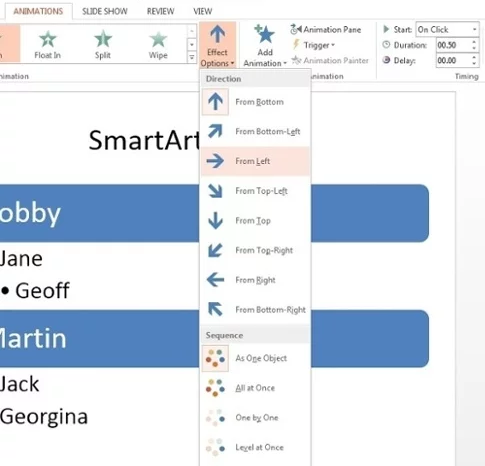 ANIMATIONS SLIDE SHOW REVIEW VIEW
Float In Split Wipe Effect Options Add Animation Animation Pane Trigger Animation Painter Start: On Click Duration: 00.50 Delay: 00.00
Timing
Direction
From Bottom
From Bottom-Left
From Left
From Top-Left
From Top
From Top-Right
From Right
From Bottom-Right
Sequence
As One Object
All at Once
One by One
Level at Once
SmartArt
obby
Jane
• Geoff
Martin
Jack
Georgina